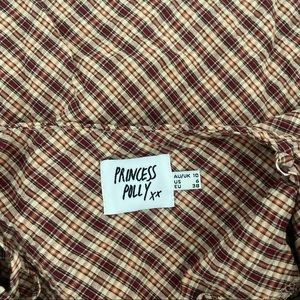 PRINCESS
POLLY xx
AU/UK 10
US 6
EU 38